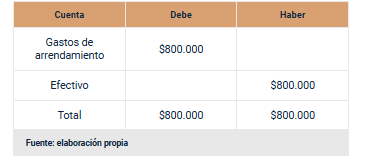 Cuenta Debe Haber
Gastos de
arrendamiento $800.000
Efectivo $800.000
Total $800.000 $800.000
Fuente: elaboración propia